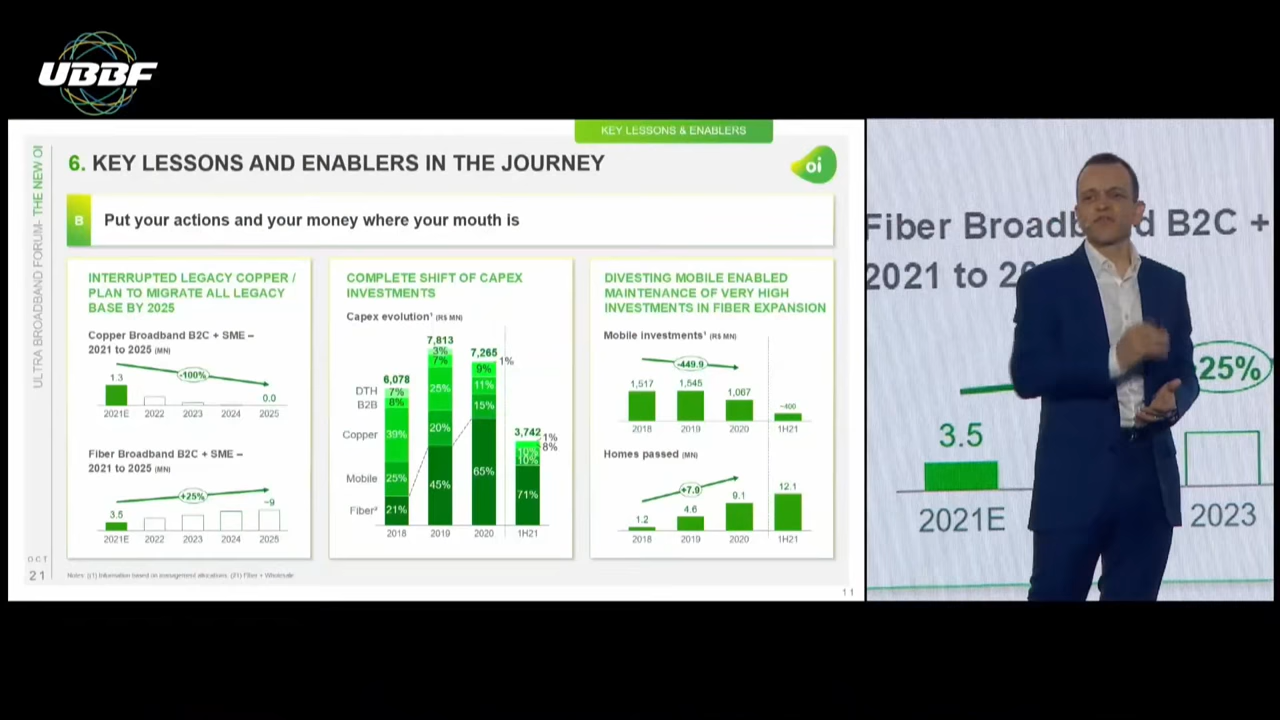 UBBF
KEY LESSONS & ENABLERS
ULTRA BROADBAND FORUM- THE NEW OI
6. KEY LESSONS AND ENABLERS IN THE JOURNEY
oi
B
Put your actions and your money where your mouth is
INTERRUPTED LEGACY COPPER /
PLAN TO MIGRATE ALL LEGACY
BASE BY 2025
Copper Broadband B2C + SME –
2021 to 2025 (MN)
-100%
1.3
0.0
2021E 2022 2023 2024 2025
Fiber Broadband B2C + SME –
2021 to 2025 (MN)
+25%
3.5
~9
2021E 2022 2023 2024 2025
COMPLETE SHIFT OF CAPEX
INVESTMENTS
Capex evolution¹ (R$ MN)
6,078
7,813
7,265
3,742
DTH 7% 3% 1% 1%
B2B 8% 7% 9% 8%
Copper 39% 25% 11% 10%
Mobile 25% 20% 15% 10%
Fiber² 21% 45% 65% 71%
2018 2019 2020 1H21
DIVESTING MOBILE ENABLED
MAINTENANCE OF VERY HIGH
INVESTMENTS IN FIBER EXPANSION
Mobile investments¹ (R$ MN)
-449.9
1,517 1,545 1,067 ~406
2018 2019 2020 1H21
Homes passed (MN)
+7.9
1.2 4.6 9.1 12.1
2018 2019 2020 1H21
OCT
21
11
Fiber Broadb d B2C +
2021 to 20
25%
3.5
2021E 2023